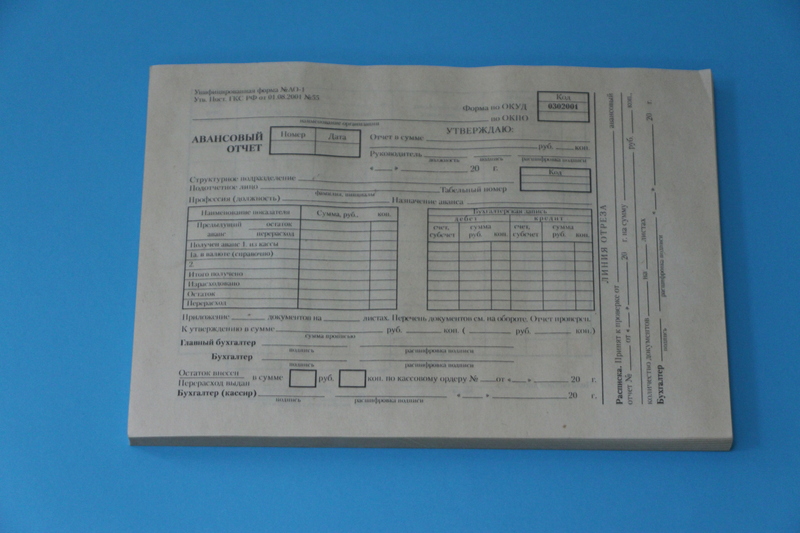 Унифицированная форма №АО-1
Утв. Пост. ГКС РФ от 01.08.2001 №55
Код
Форма по ОКУД 0302001
по ОКПО
наименование организации
АВАНСОВЫЙ ОТЧЕТ
Номер Дата
УТВЕРЖДАЮ:
Отчет в сумме руб. коп.
Руководитель
должность подпись расшифровка подписи
« » 20 г.
Код
Структурное подразделение
Подотчетное лицо Табельный номер
фамилия, инициалы
Профессия (должность) Назначение аванса
Наименование показателя Сумма, руб., коп.
Предыдущий остаток
аванс перерасход
Получен аванс 1. из кассы
1а. в валюте (справочно)
2.
Итого получено
Израсходовано
Остаток
Перерасход
Бухгалтерская запись
дебет кредит
счет, субсчет сумма руб. коп. счет, субсчет сумма руб. коп.
Приложение документов на листах. Перечень документов см. на обороте. Отчет проверен.
К утверждению в сумме руб. коп. ( руб. коп.)
сумма прописью
Главный бухгалтер
подпись расшифровка подписи
Бухгалтер
подпись расшифровка подписи
Остаток внесен
Перерасход выдан
в сумме руб. коп. по кассовому ордеру № от « » 20 г.
Бухгалтер (кассир) « » 20 г.
подпись расшифровка подписи
ЛИНИЯ ОТРЕЗА
Расписка. Принят к проверке от авансовый
отчет № от « » 20 г. на сумму руб. коп.,
количество документов на листах
Бухгалтер « » 20 г.
подпись расшифровка подписи